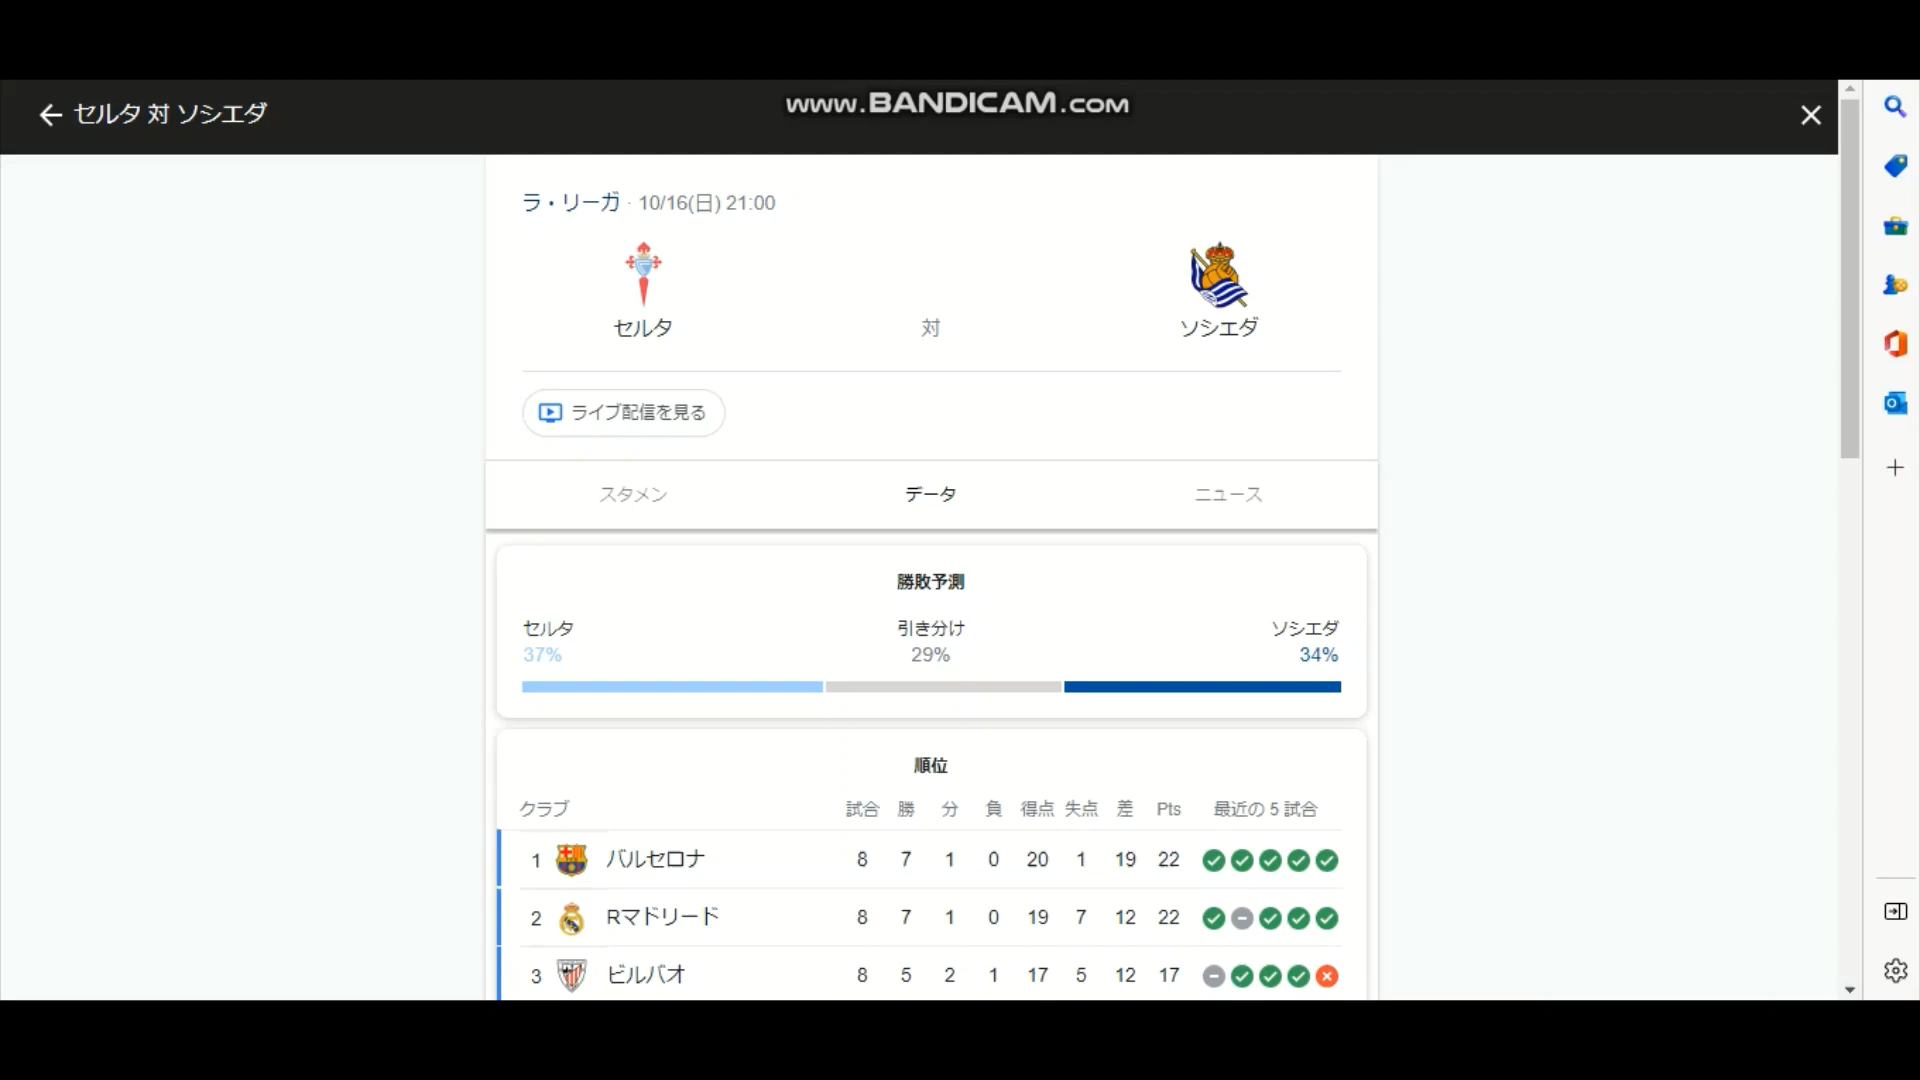 www.BANDICAM.com
セルタ 対 ソシエダ
ラ・リーガ · 10/16(日) 21:00
セルタ 対 ソシエダ
ライブ配信を見る
スタメン データ ニュース
勝敗予測
セルタ 引き分け ソシエダ
37% 29% 34%
順位
クラブ 試合 勝 分 負 得点 失点 差 Pts 最近の 5 試合
1 バルセロナ 8 7 1 0 20 1 19 22
2 Rマドリード 8 7 1 0 19 7 12 22
3 ビルバオ 8 5 2 1 17 5 12 17